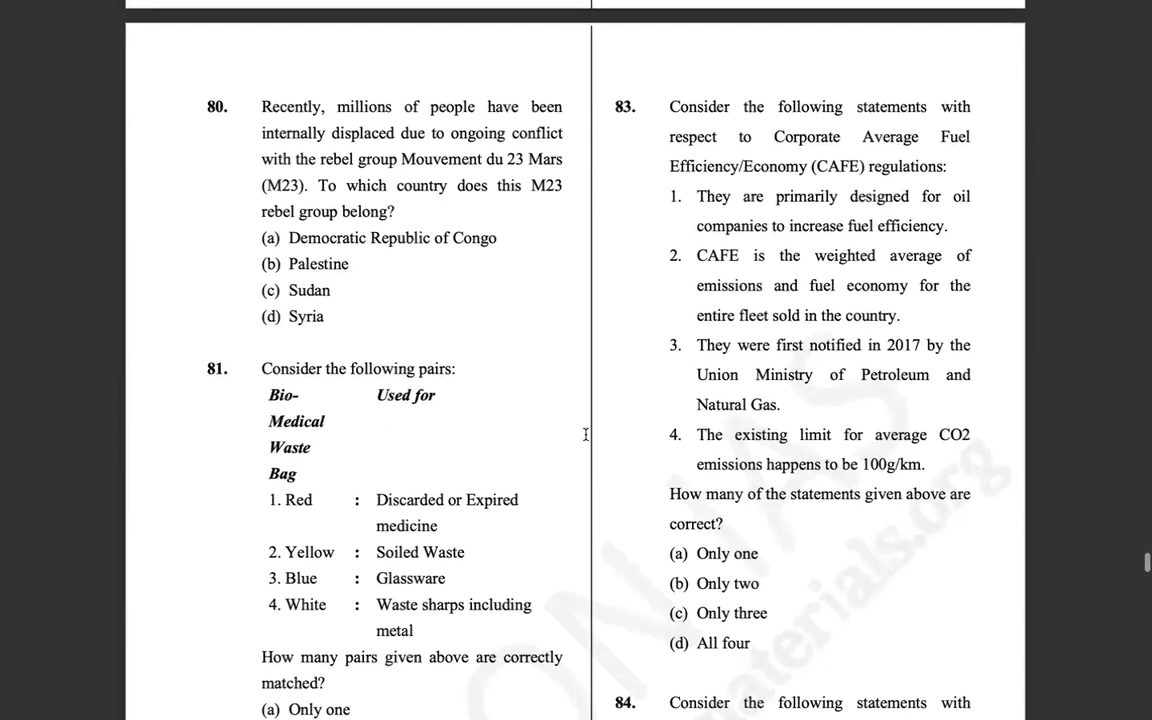 80. Recently, millions of people have been
internally displaced due to ongoing conflict
with the rebel group Mouvement du 23 Mars
(M23). To which country does this M23
rebel group belong?
(a) Democratic Republic of Congo
(b) Palestine
(c) Sudan
(d) Syria
81. Consider the following pairs:
Bio- Used for
Medical
Waste
Bag
1. Red : Discarded or Expired
medicine
2. Yellow : Soiled Waste
3. Blue : Glassware
4. White : Waste sharps including
metal
How many pairs given above are correctly
matched?
(a) Only one
83. Consider the following statements with
respect to Corporate Average Fuel
Efficiency/Economy (CAFE) regulations:
1. They are primarily designed for oil
companies to increase fuel efficiency.
2. CAFE is the weighted average of
emissions and fuel economy for the
entire fleet sold in the country.
3. They were first notified in 2017 by the
Union Ministry of Petroleum and
Natural Gas.
4. The existing limit for average CO2
emissions happens to be 100g/km.
How many of the statements given above are
correct?
(a) Only one
(b) Only two
(c) Only three
(d) All four
84. Consider the following statements with